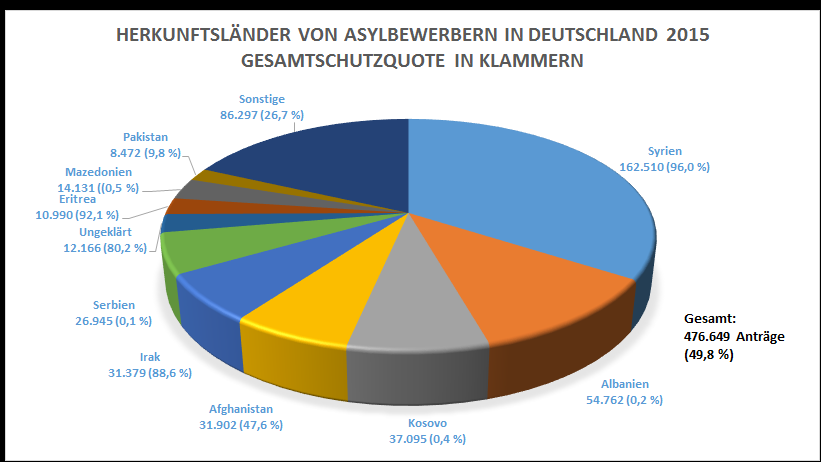 HERKUNFTSLÄNDER VON ASYLBEWERBERN IN DEUTSCHLAND 2015
GESAMTSCHUTZQUOTE IN KLAMMERN
Sonstige
86.297 (26,7 %)
Pakistan
8.472 (9,8 %)
Mazedonien
14.131 ((0,5 %)
Eritrea
10.990 (92,1 %)
Ungeklärt
12.166 (80,2 %)
Serbien
26.945 (0,1 %)
Irak
31.379 (88,6 %)
Afghanistan
31.902 (47,6 %)
Kosovo
37.095 (0,4 %)
Albanien
54.762 (0,2 %)
Syrien
162.510 (96,0 %)
Gesamt:
476.649 Anträge
(49,8 %)